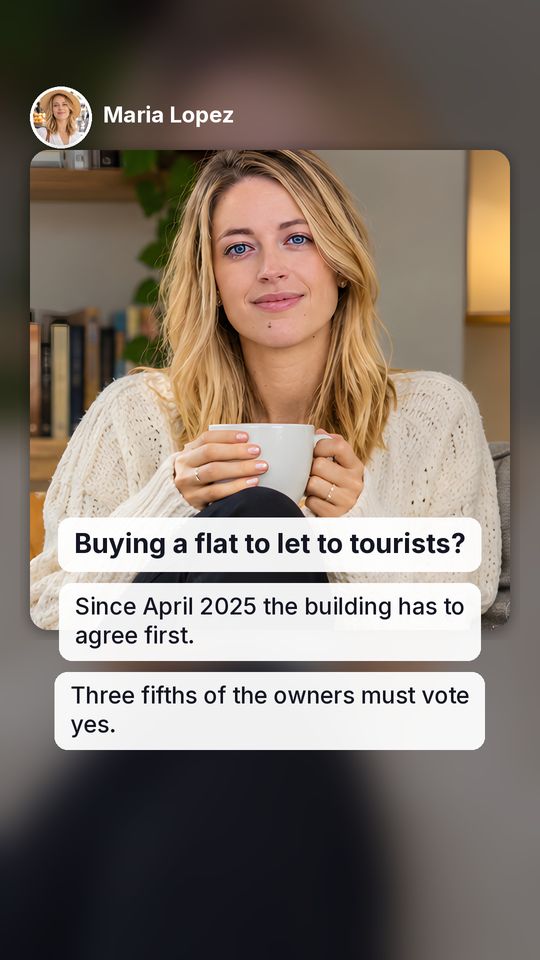 Maria Lopez
Buying a flat to let to tourists?
Since April 2025 the building has to
agree first.
Three fifths of the owners must vote
yes.